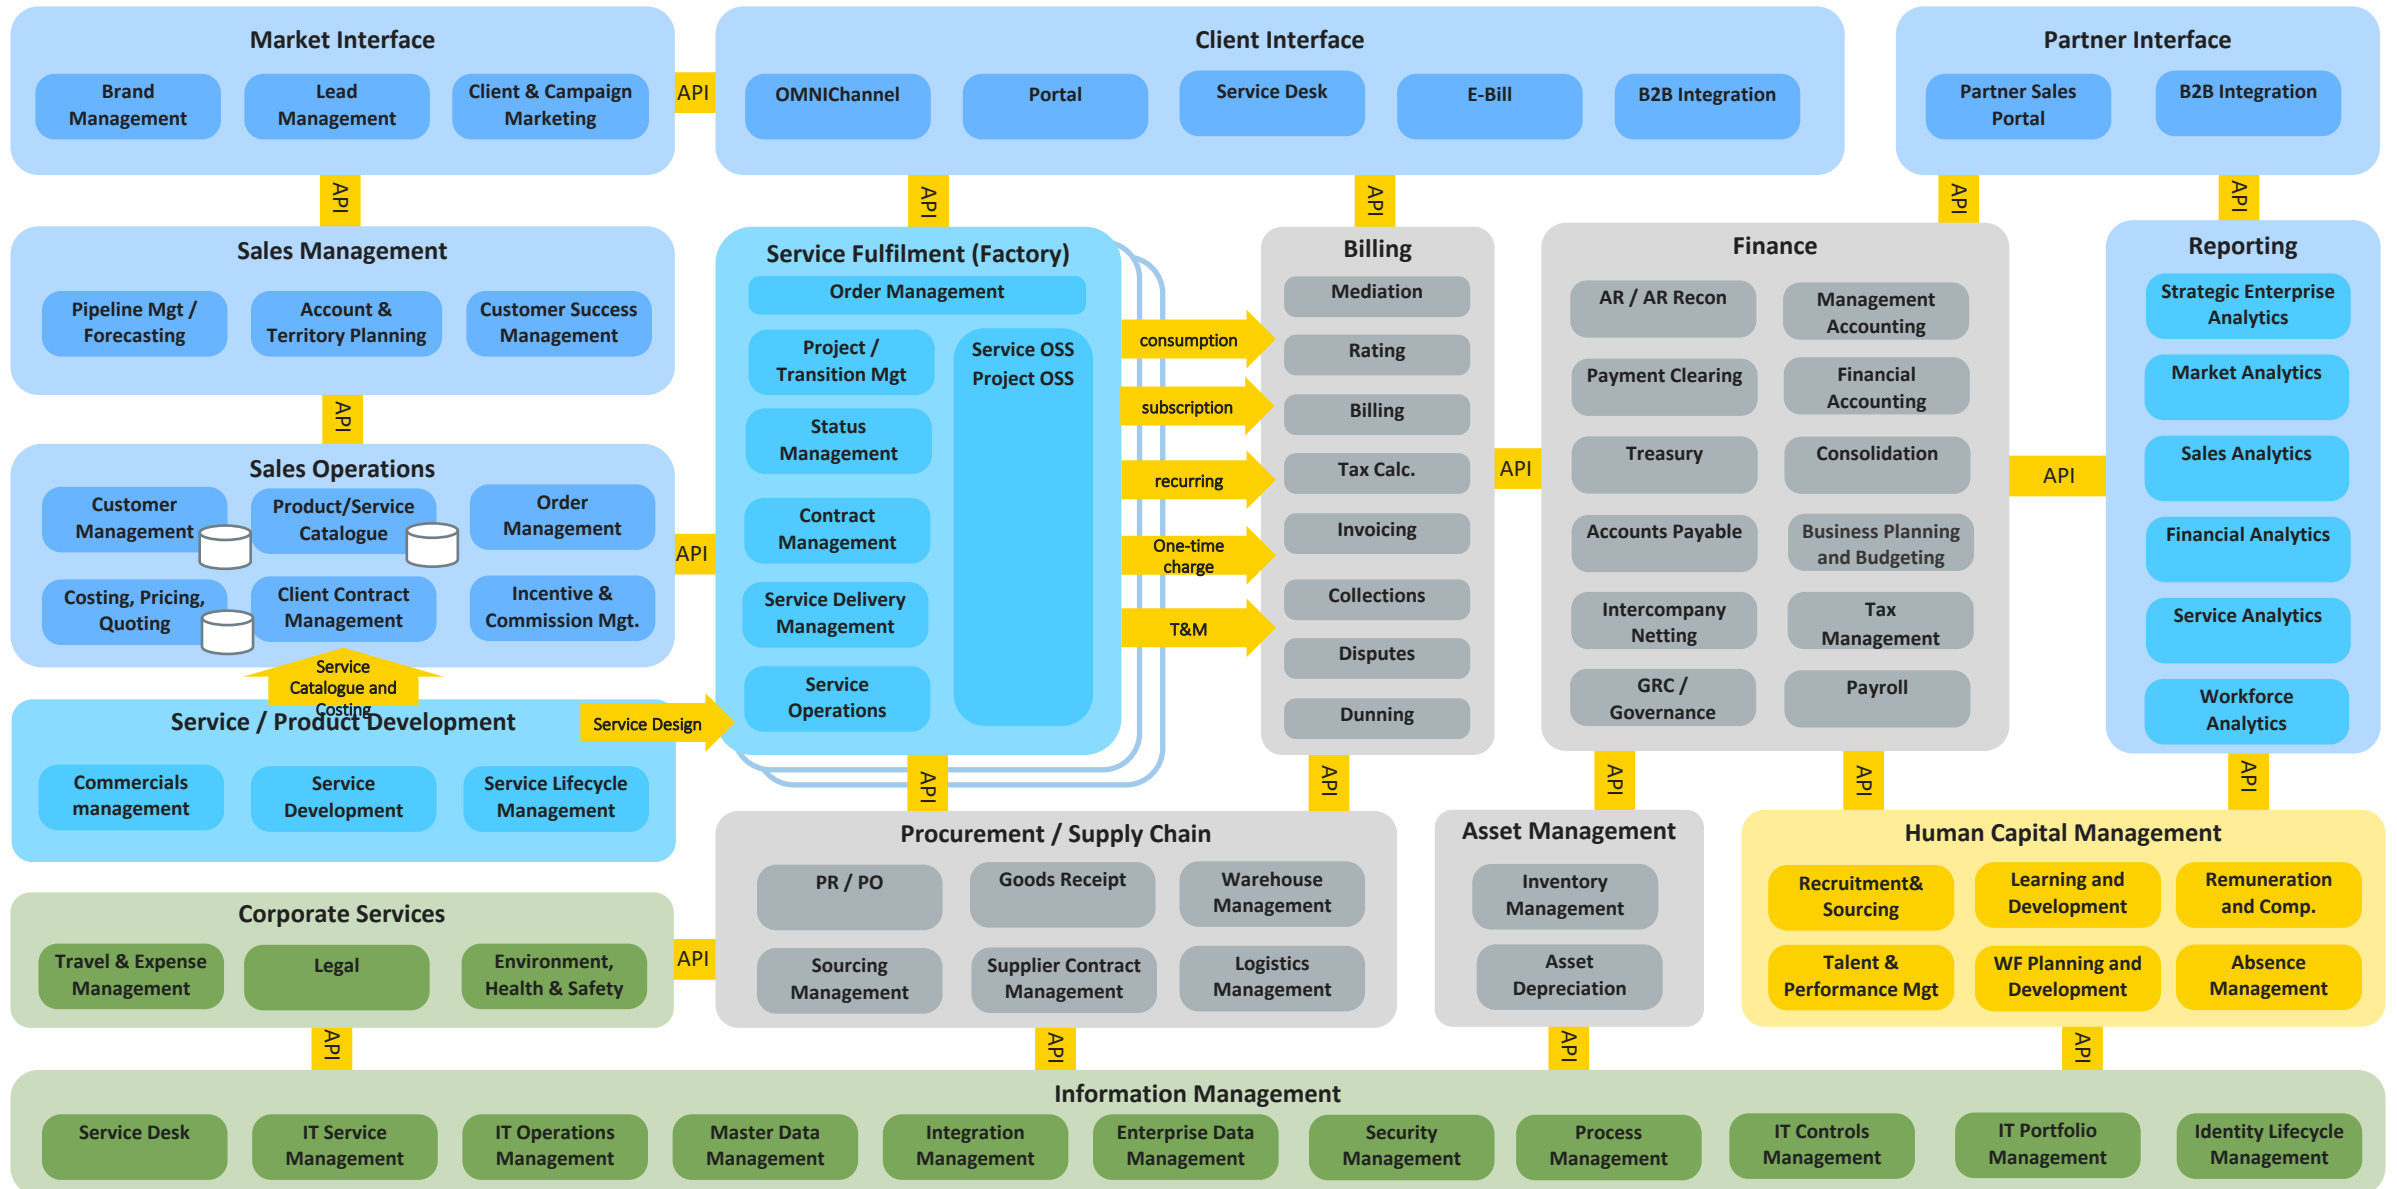 Market Interface
Brand
Management
Lead
Management
Client & Campaign
Marketing
API
Client Interface
OMNIChannel
Portal
Service Desk
E-Bill
B2B Integration
Partner Interface
Partner Sales
Portal
B2B Integration
API
API
API
API
API
Sales Management
Pipeline Mgt /
Forecasting
Account &
Territory Planning
Customer Success
Management
API
Sales Operations
Customer
Management
Product/Service
Catalogue
Order
Management
Costing, Pricing,
Quoting
Client Contract
Management
Incentive &
Commission Mgt.
API
Service
Catalogue and
Costing
Service / Product Development
Service Design
Commercials
management
Service
Development
Service Lifecycle
Management
Service Fulfilment (Factory)
Order Management
Project /
Transition Mgt
Status
Management
Contract
Management
Service Delivery
Management
Service
Operations
Service OSS
Project OSS
consumption
subscription
recurring
One-time
charge
T&M
Billing
Mediation
Rating
Billing
Tax Calc.
Invoicing
Collections
Disputes
Dunning
API
Finance
AR / AR Recon
Management
Accounting
Payment Clearing
Financial
Accounting
Treasury
Consolidation
Accounts Payable
Business Planning
and Budgeting
Intercompany
Netting
Tax
Management
GRC /
Governance
Payroll
API
Reporting
Strategic Enterprise
Analytics
Market Analytics
Sales Analytics
Financial Analytics
Service Analytics
Workforce
Analytics
API
API
API
API
API
Corporate Services
Travel & Expense
Management
Legal
Environment,
Health & Safety
API
Procurement / Supply Chain
PR / PO
Goods Receipt
Warehouse
Management
Sourcing
Management
Supplier Contract
Management
Logistics
Management
Asset Management
Inventory
Management
Asset
Depreciation
Human Capital Management
Recruitment&
Sourcing
Learning and
Development
Remuneration
and Comp.
Talent &
Performance Mgt
WF Planning and
Development
Absence
Management
API
API
API
API
Information Management
Service Desk
IT Service
Management
IT Operations
Management
Master Data
Management
Integration
Management
Enterprise Data
Management
Security
Management
Process
Management
IT Controls
Management
IT Portfolio
Management
Identity Lifecycle
Management